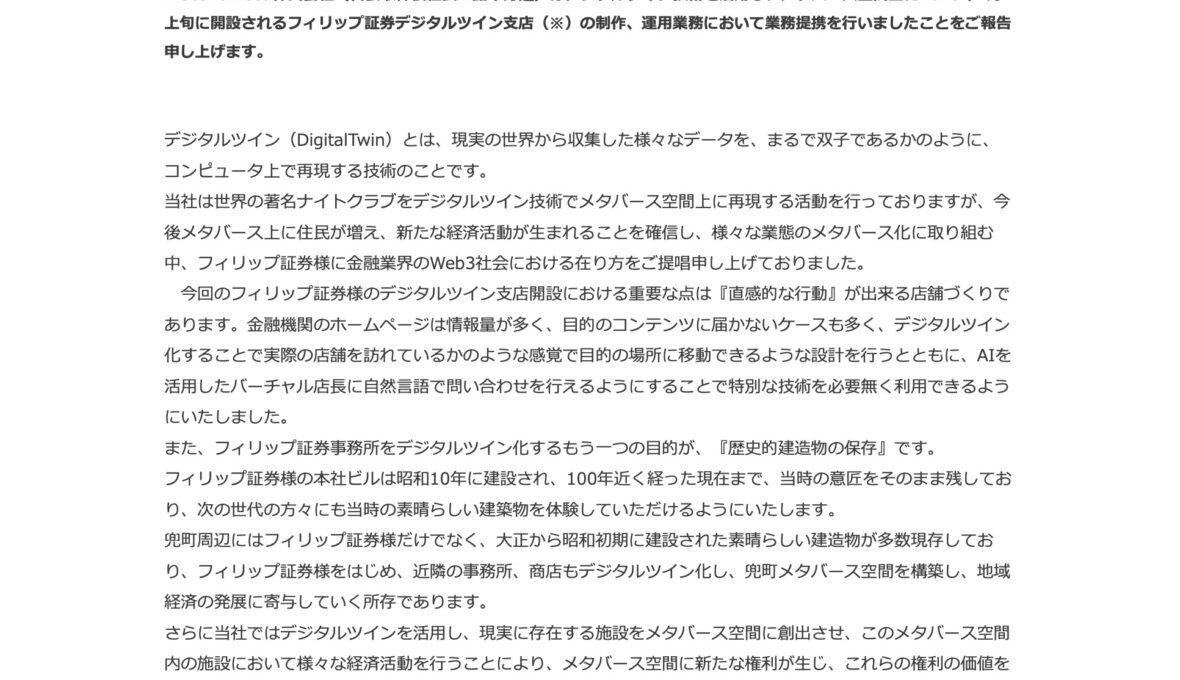 上旬に開設されるフィリップ証券デジタルツイン支店（※）の制作、運用業務において業務提携を行いましたことをご報告
申し上げます。
デジタルツイン（DigitalTwin）とは、現実の世界から収集した様々なデータを、まるで双子であるかのように、
コンピュータ上で再現する技術のことです。
当社は世界の著名ナイトクラブをデジタルツイン技術でメタバース空間上に再現する活動を行っておりますが、今
後メタバース上に住民が増え、新たな経済活動が生まれることを確信し、様々な業態のメタバース化に取り組む
中、フィリップ証券様に金融業界のWeb3社会における在り方をご提唱申し上げておりました。
　今回のフィリップ証券様のデジタルツイン支店開設における重要な点は『直感的な行動』が出来る店舗づくりで
あります。金融機関のホームページは情報量が多く、目的のコンテンツに届かないケースも多く、デジタルツイン
化することで実際の店舗を訪れているかのような感覚で目的の場所に移動できるような設計を行うとともに、AIを
活用したバーチャル店長に自然言語で問い合わせを行えるようにすることで特別な技術を必要無く利用できるよう
にいたしました。
また、フィリップ証券事務所をデジタルツイン化するもう一つの目的が、『歴史的建造物の保存』です。
フィリップ証券様の本社ビルは昭和10年に建設され、100年近く経った現在まで、当時の意匠をそのまま残してお
り、次の世代の方々にも当時の素晴らしい建築物を体験していただけるようにいたします。
兜町周辺にはフィリップ証券様だけでなく、大正から昭和初期に建設された素晴らしい建造物が多数現存してお
り、フィリップ証券様をはじめ、近隣の事務所、商店もデジタルツイン化し、兜町メタバース空間を構築し、地域
経済の発展に寄与していく所存であります。
さらに当社ではデジタルツインを活用し、現実に存在する施設をメタバース空間に創出させ、このメタバース空間
内の施設において様々な経済活動を行うことにより、メタバース空間に新たな権利が生じ、これらの権利の価値を